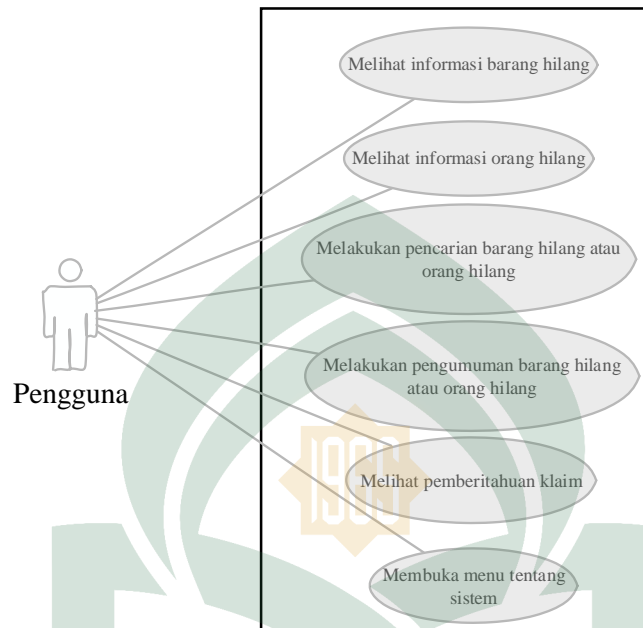 Melihat informasi barang hilang
Melihat informasi orang hilang
Melakukan pencarian barang hilang atau
orang hilang
Pengguna
Melakukan pengumuman barang hilang
atau orang hilang
1965
Melihat pemberitahuan klaim
Membuka menu tentang
sistem